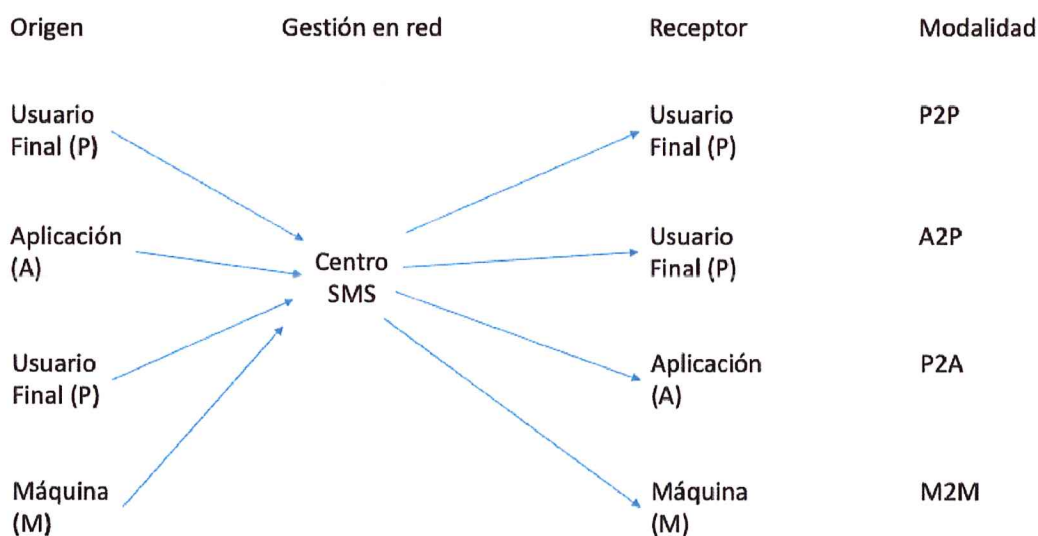 Origen Gestión en red Receptor Modalidad
Usuario Final (P) Usuario Final (P) P2P
Aplicación (A) Usuario Final (P) A2P
Centro SMS
Usuario Final (P) Aplicación (A) P2A
Máquina (M) Máquina (M) M2M